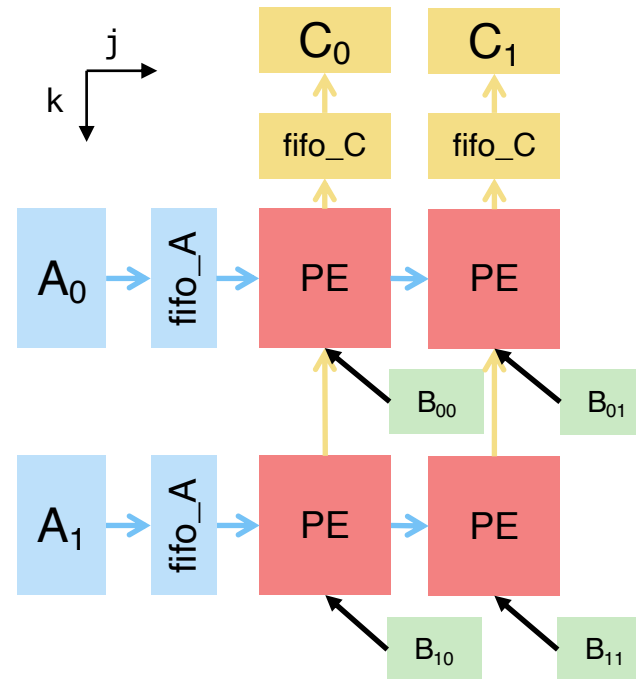 j
k
C₀
C₁
fifo_C
fifo_C
A₀
fifo_A
PE
PE
B₀₀
B₀₁
A₁
fifo_A
PE
PE
B₁₀
B₁₁